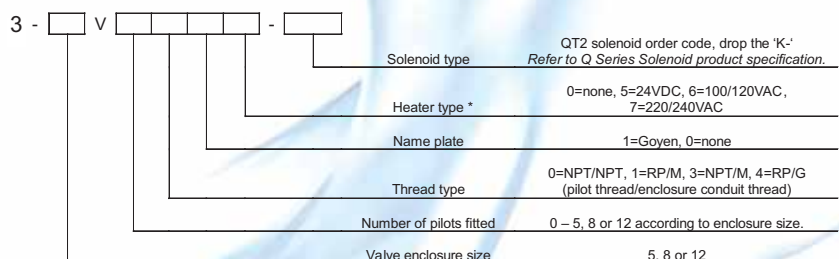 3 - V -
Solenoid type QT2 solenoid order code, drop the 'K-'
Refer to Q Series Solenoid product specification.
Heater type * 0=none, 5=24VDC, 6=100/120VAC,
7=220/240VAC
Name plate 1=Goyen, 0=none
Thread type 0=NPT/NPT, 1=RP/M, 3=NPT/M, 4=RP/G
(pilot thread/enclosure conduit thread)
Number of pilots fitted 0 – 5, 8 or 12 according to enclosure size.
Valve enclosure size 5, 8 or 12